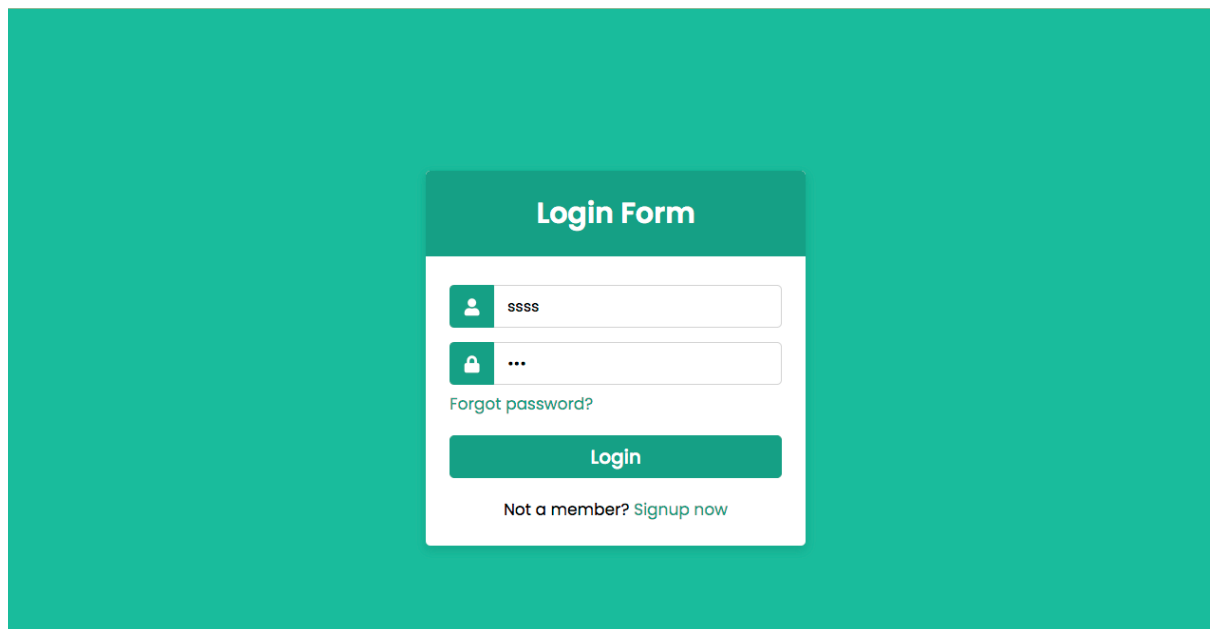 Login Form
ssss
•••
Forgot password?
Login
Not a member? Signup now